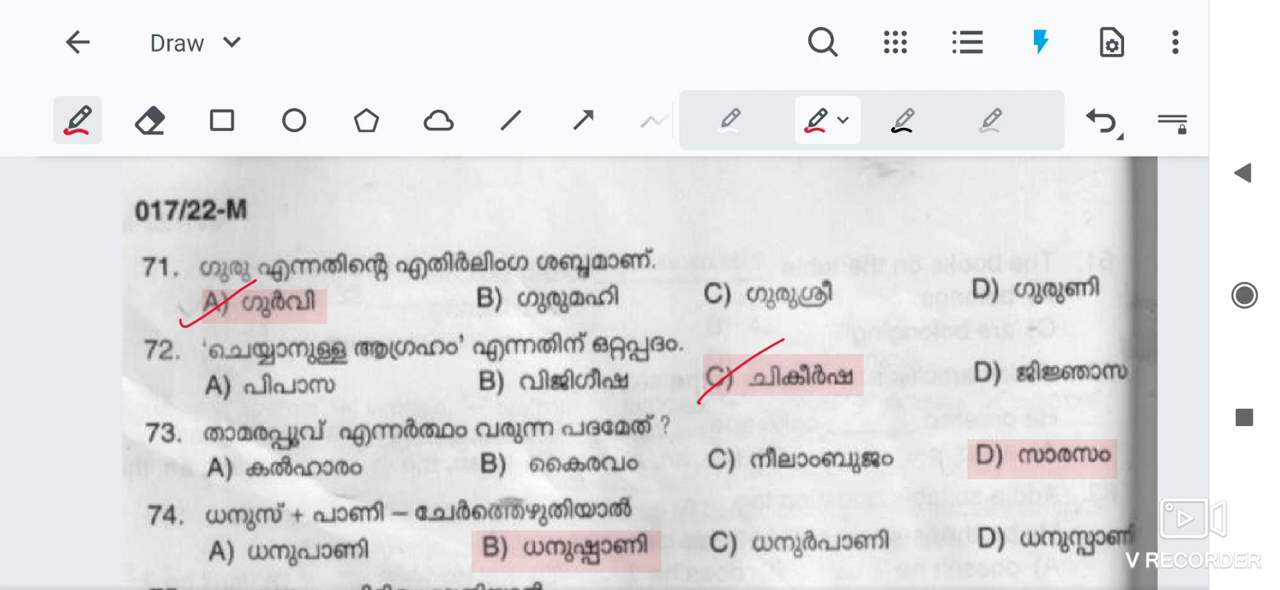 Draw
017/22-M
71. ഗുരു എന്നതിന്റെ എതിർലിംഗ ശബ്ദമാണ്.
A) ഗുർവി B) ഗുരുമഹി C) ഗുരുശ്രീ D) ഗുരുണി
72. 'ചെയ്യാനുള്ള ആഗ്രഹം' എന്നതിന് ഒറ്റപ്പദം.
A) പിപാസ B) വിജിഗീഷ C) ചികീർഷ D) ജിജ്ഞാസ
73. താമരപ്പൂവ് എന്നർത്ഥം വരുന്ന പദമേത് ?
A) കൽഹാരം B) കൈരവം C) നീലാംബുജം D) സാരസം
74. ധനുസ് + പാണി – ചേർത്തെഴുതിയാൽ
A) ധനുപാണി B) ധനുഷ്പാണി C) ധനുർപാണി D) ധനുസ്പാണി
V RECORDER